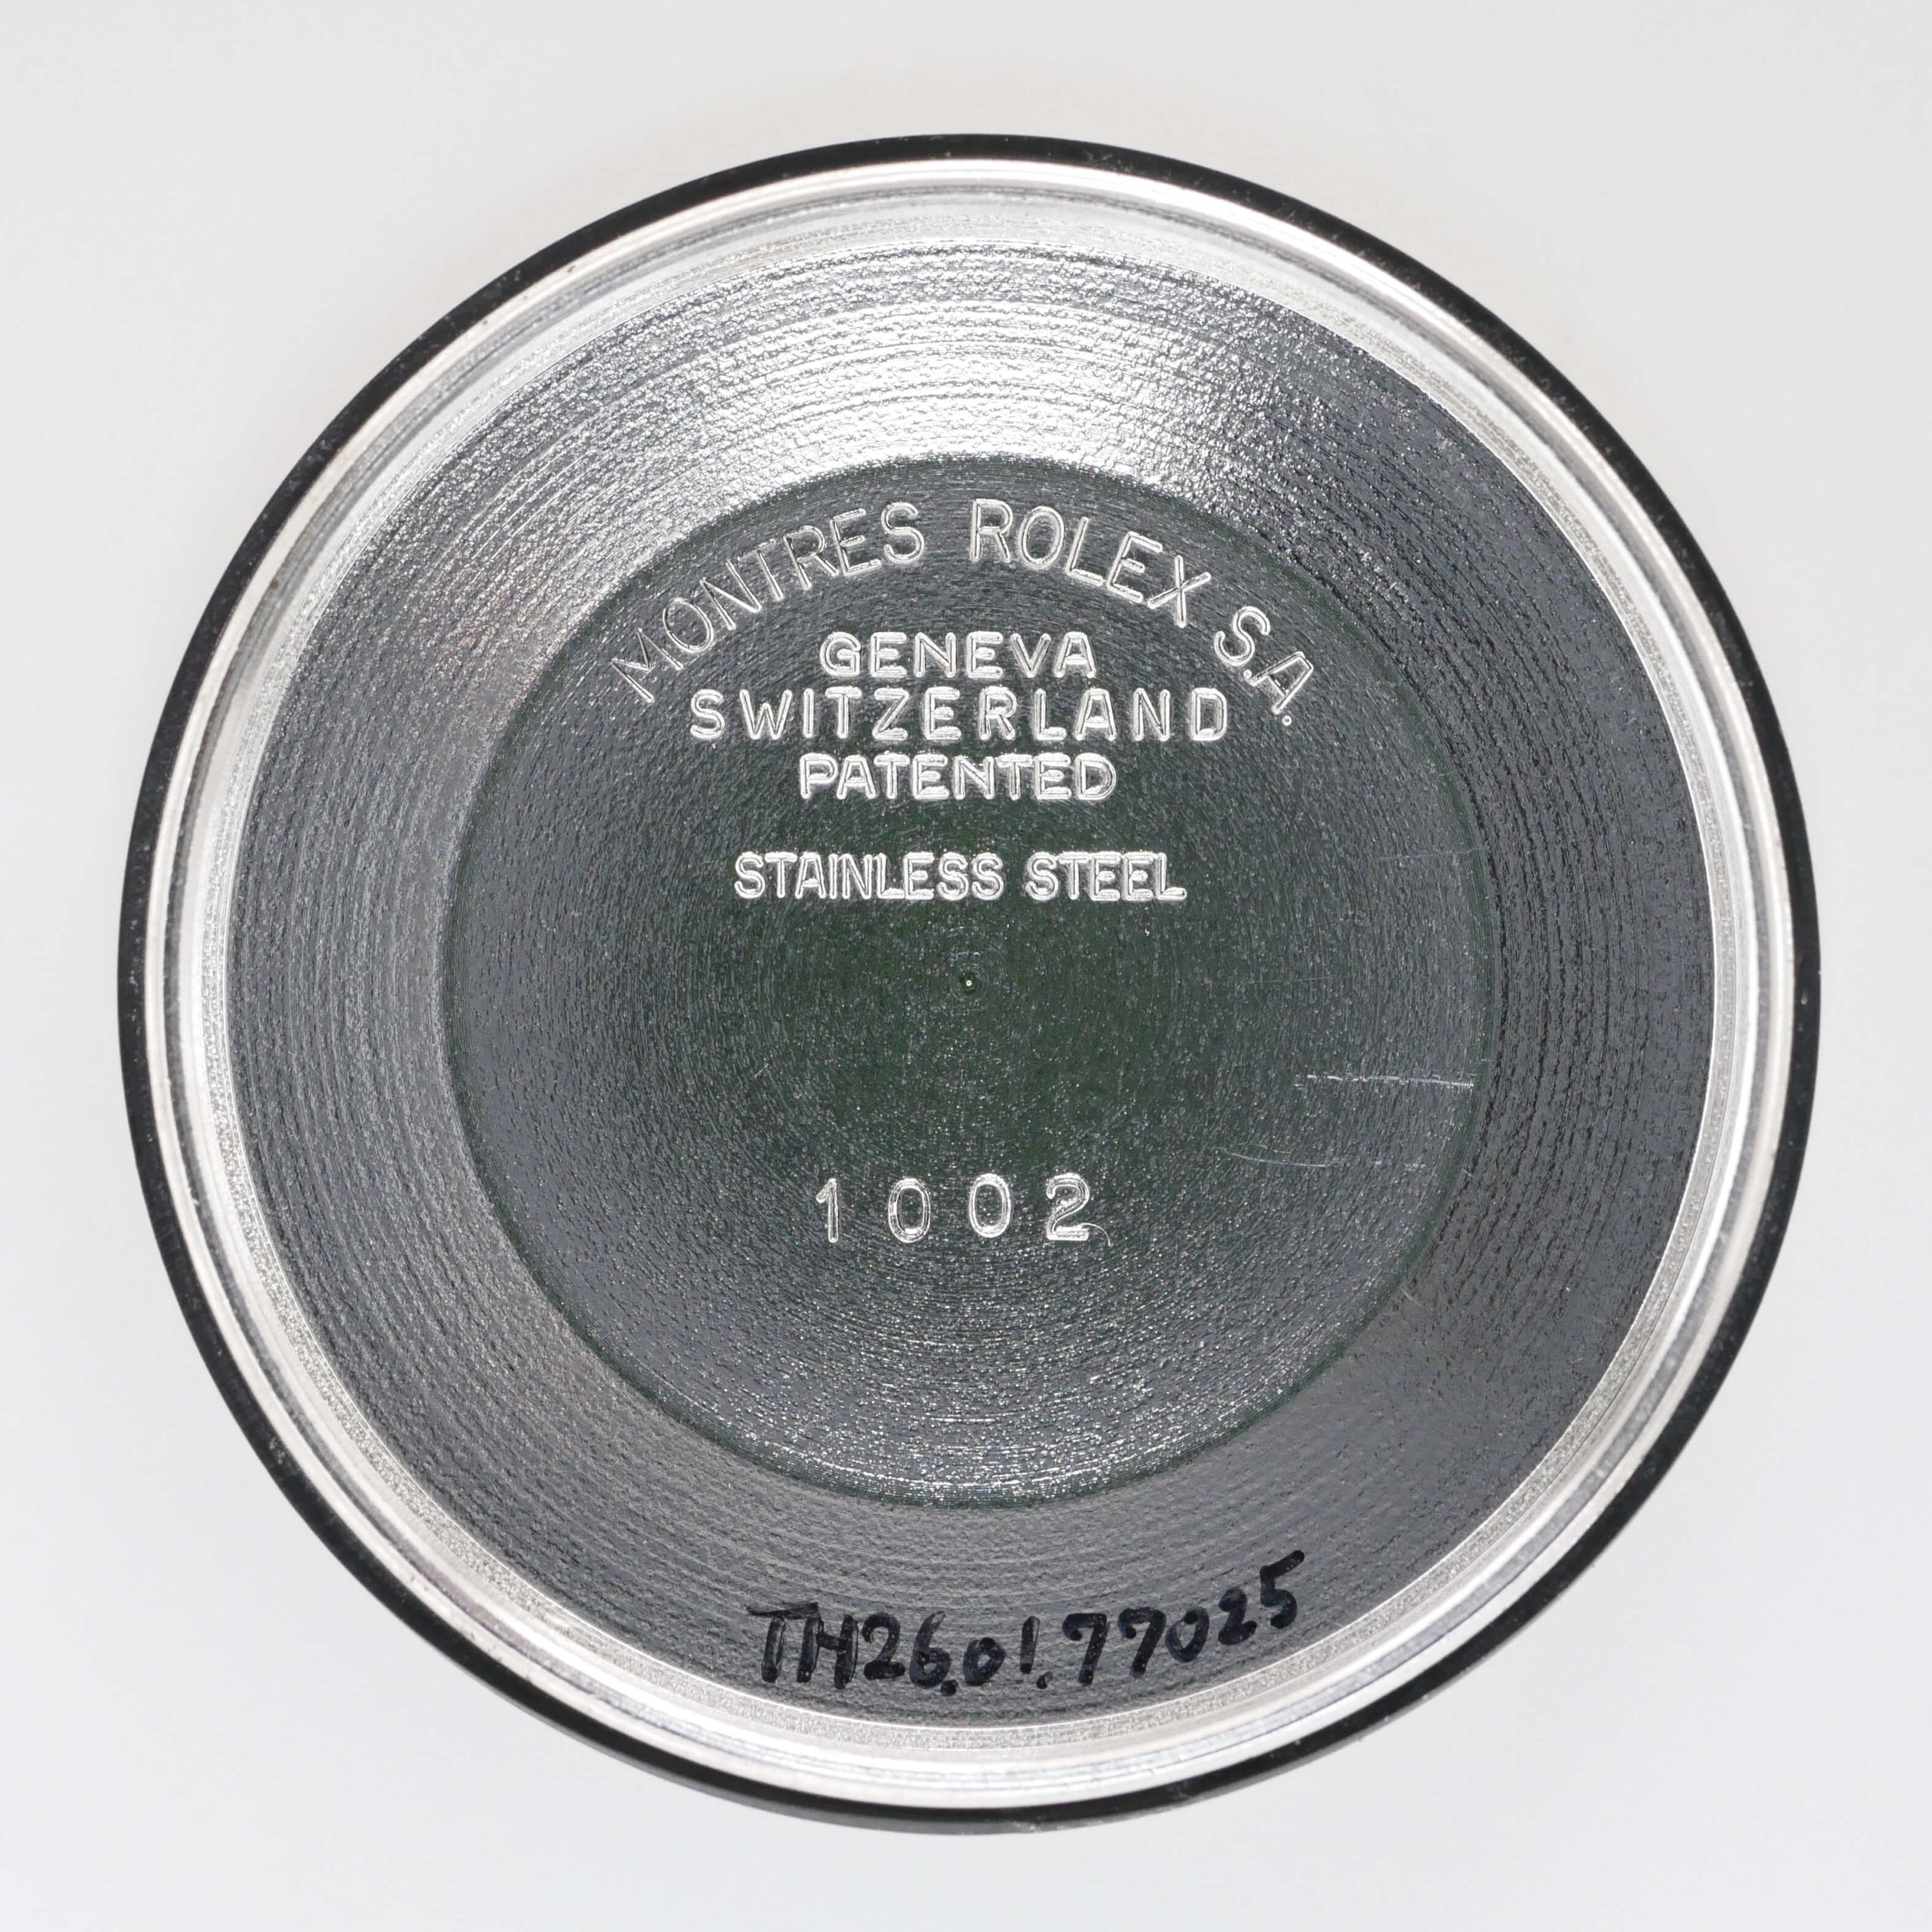 MONTRES ROLEX S.A.
GENEVA
SWITZERLAND
PATENTED
STAINLESS STEEL
1002
TH26.01.77025